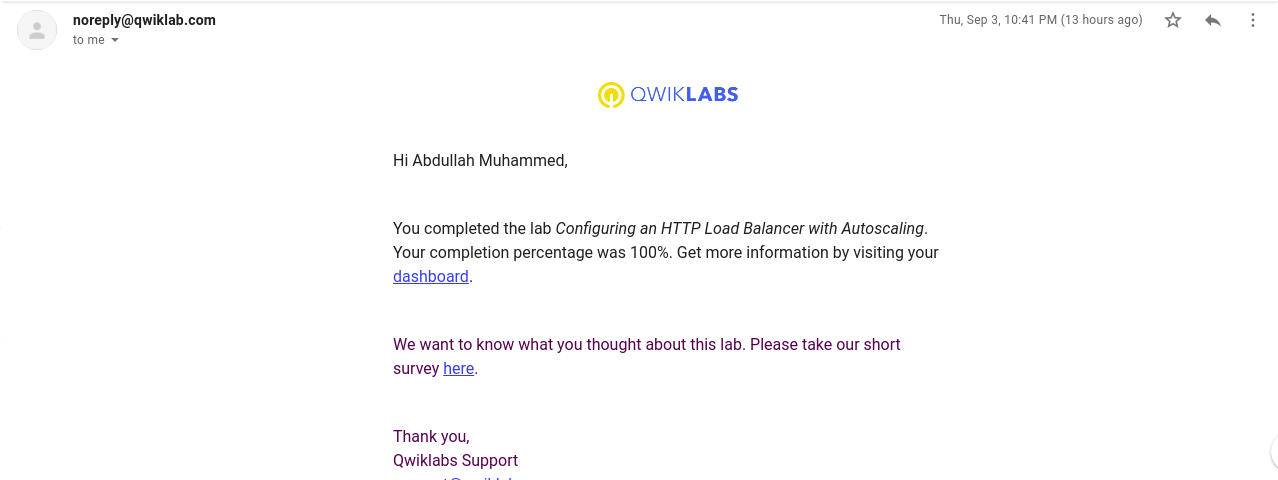 noreply@qwiklab.com
Thu, Sep 3, 10:41 PM (13 hours ago)
to me
QWIKLABS
Hi Abdullah Muhammed,
You completed the lab Configuring an HTTP Load Balancer with Autoscaling.
Your completion percentage was 100%. Get more information by visiting your
dashboard.
We want to know what you thought about this lab. Please take our short
survey here.
Thank you,
Qwiklabs Support